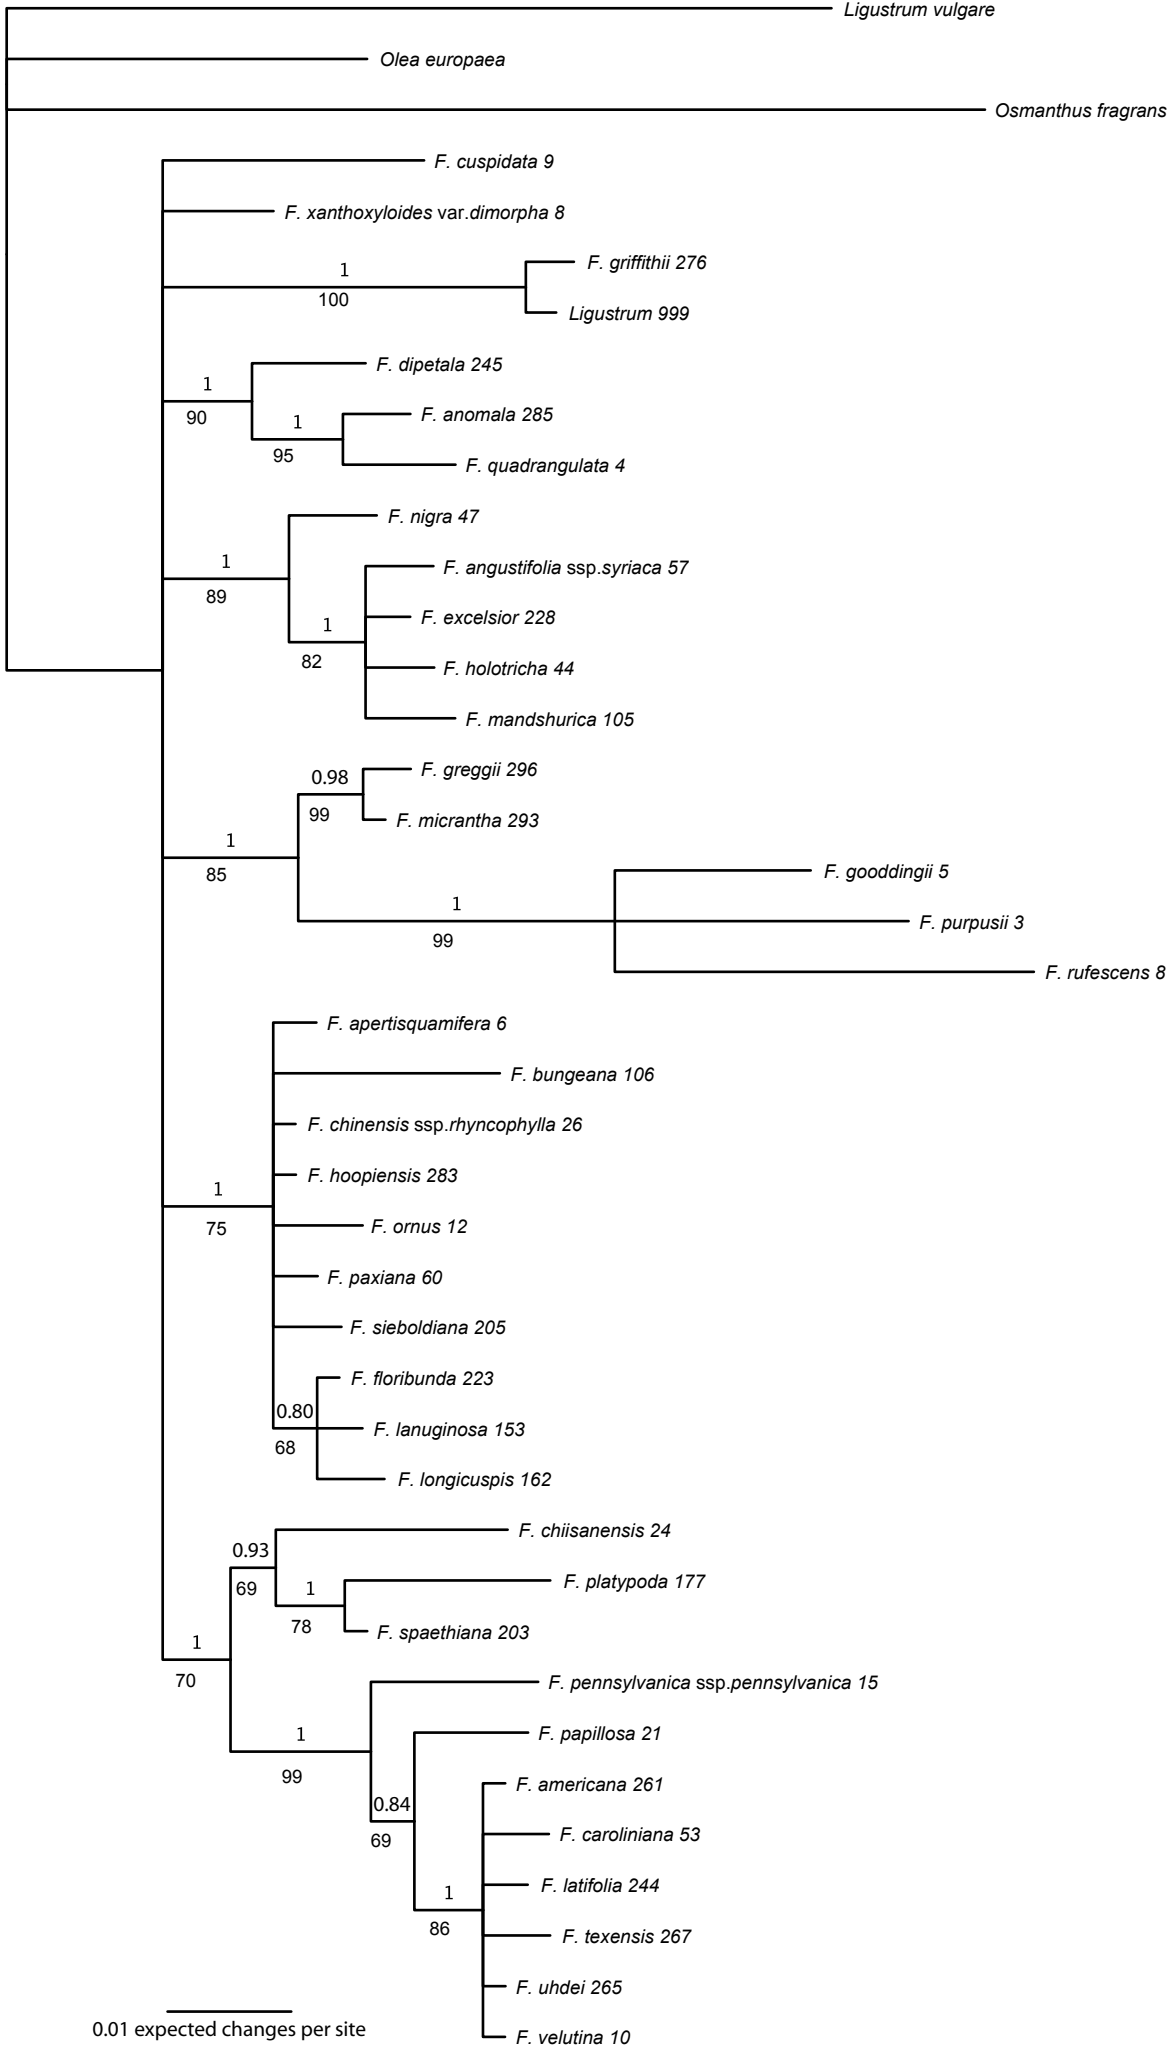 Ligustrum vulgare
Olea europaea
Osmanthus fragrans
F. cuspidata 9
F. xanthoxyloides var.dimorpha 8
F. griffithii 276
1
100
Ligustrum 999
F. dipetala 245
1
90
F. anomala 285
1
95
F. quadrangulata 4
F. nigra 47
1
89
F. angustifolia ssp.syriaca 57
F. excelsior 228
1
82
F. holotricha 44
F. mandshurica 105
F. greggii 296
0.98
99
F. micrantha 293
1
85
F. gooddingii 5
1
99
F. purpusii 3
F. rufescens 8
F. apertisquamifera 6
F. bungeana 106
F. chinensis ssp.rhyncophylla 26
F. hoopiensis 283
1
75
F. ornus 12
F. paxiana 60
F. sieboldiana 205
F. floribunda 223
0.80
68
F. lanuginosa 153
F. longicuspis 162
F. chiisanensis 24
0.93
69
F. platypoda 177
1
78
F. spaethiana 203
1
70
F. pennsylvanica ssp.pennsylvanica 15
1
99
F. papillosa 21
F. americana 261
0.84
69
F. caroliniana 53
F. latifolia 244
1
86
F. texensis 267
F. uhdei 265
F. velutina 10
0.01 expected changes per site